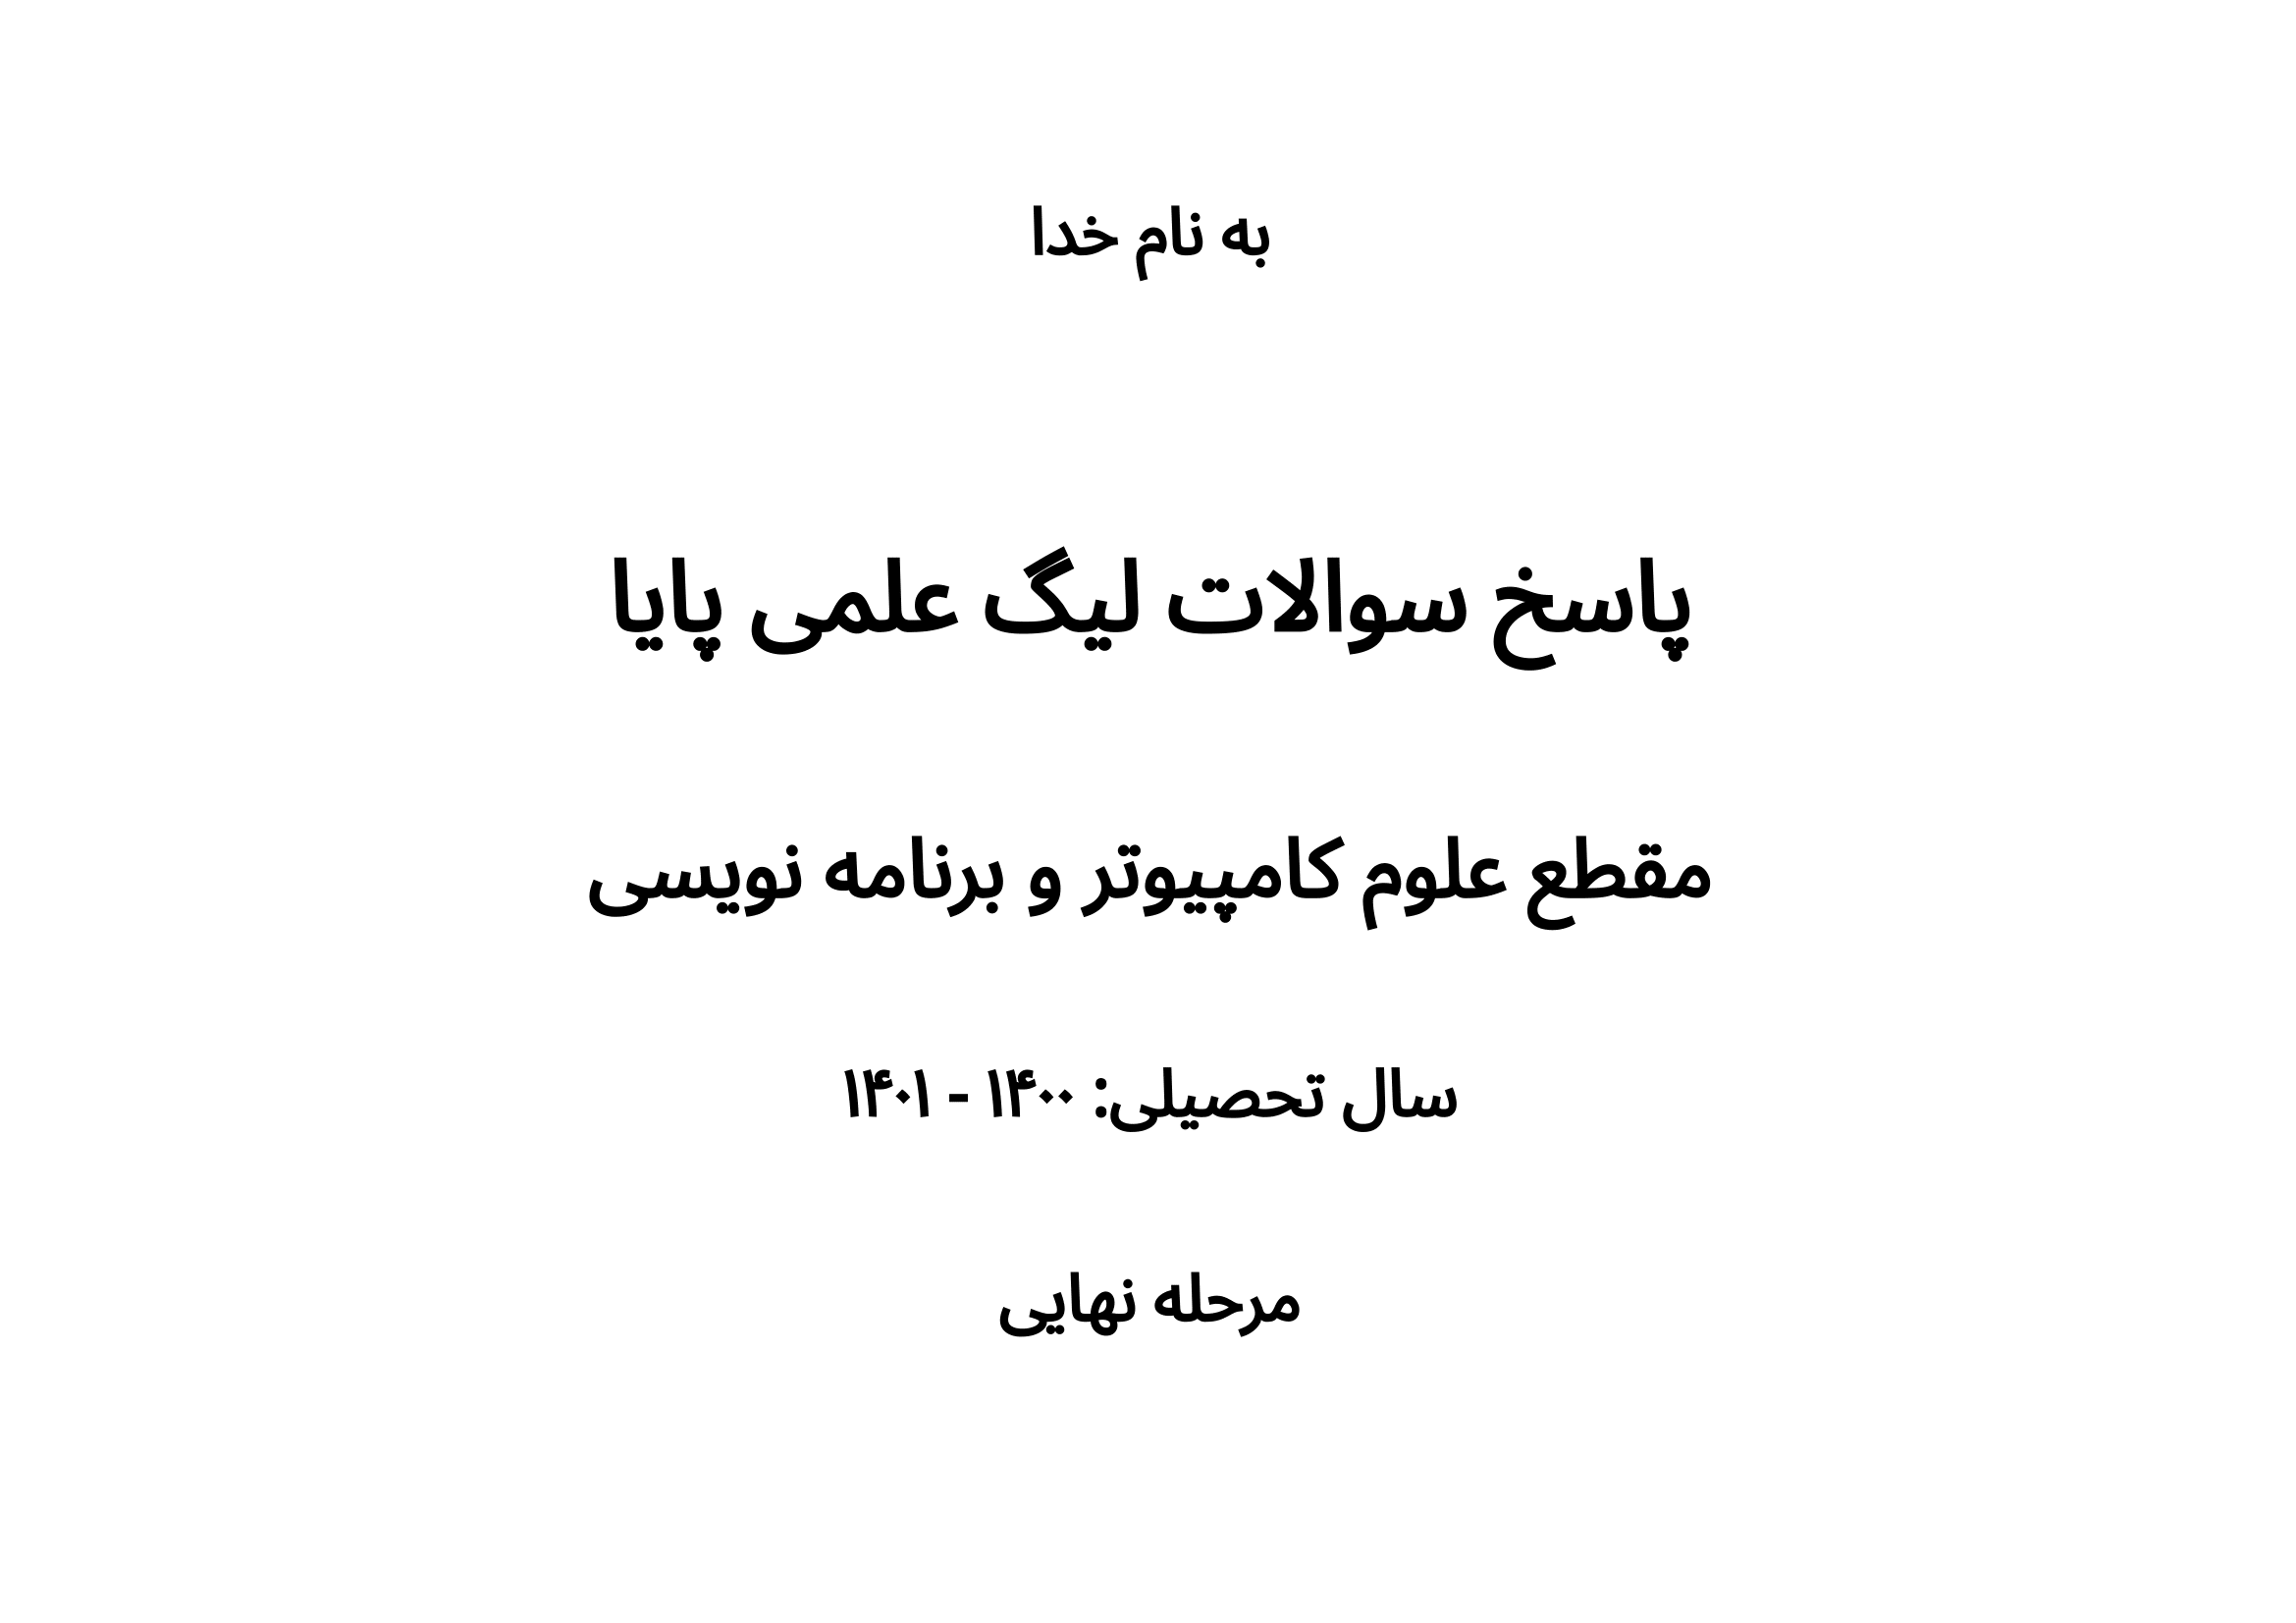 به نام خدا
پاسخ سوالات لیگ علمی پایا
مقطع علوم کامپیوتر و برنامه نویسی
سال تحصیلی: ۱۴۰۰ - ۱۴۰۱
مرحله نهایی